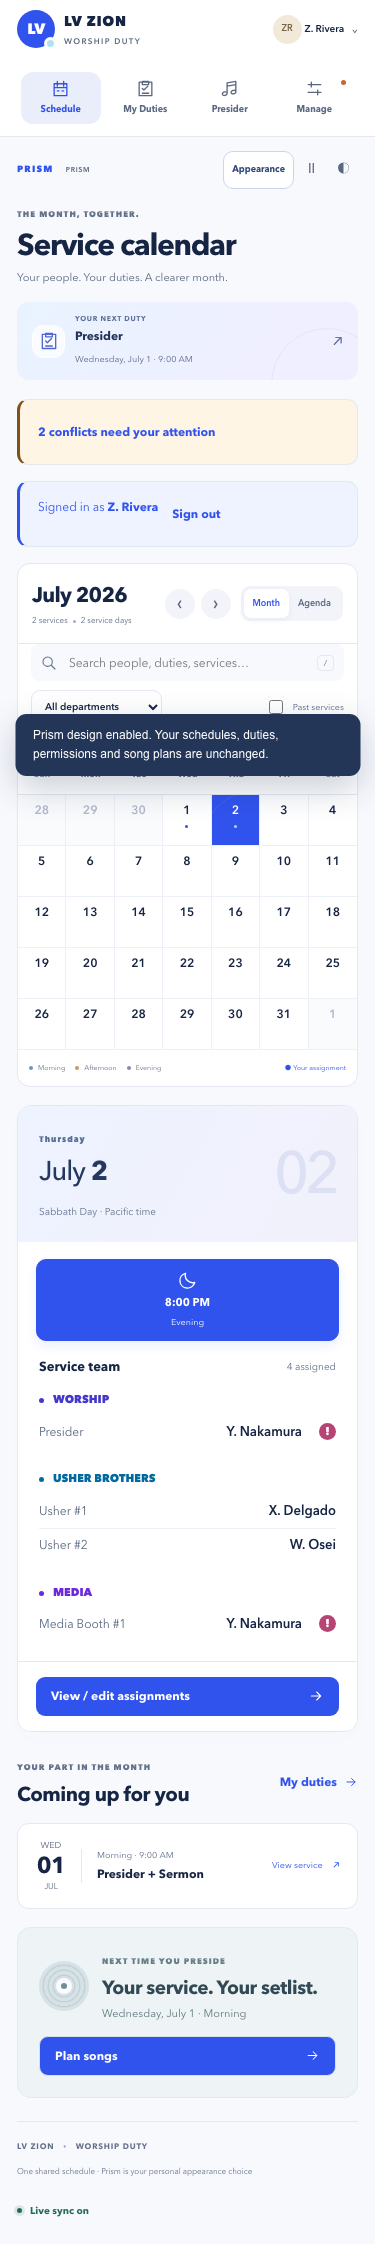 LV
LV ZION
WORSHIP DUTY
ZR
Z. Rivera
Schedule
My Duties
Presider
Manage
PRISM PRISM
Appearance
THE MONTH, TOGETHER.
Service calendar
Your people. Your duties. A clearer month.
YOUR NEXT DUTY
Presider
Wednesday, July 1 · 9:00 AM
2 conflicts need your attention
Signed in as Z. Rivera
Sign out
July 2026
2 services • 2 service days
Month
Agenda
Search people, duties, services…
/
All departments
Past services
Prism design enabled. Your schedules, duties,
permissions and song plans are unchanged.
28 29 30 1 2 3 4
5 6 7 8 9 10 11
12 13 14 15 16 17 18
19 20 21 22 23 24 25
26 27 28 29 30 31 1
Morning Afternoon Evening Your assignment
Thursday
July 2
02
Sabbath Day · Pacific time
8:00 PM
Evening
Service team
4 assigned
WORSHIP
Presider Y. Nakamura !
USHER BROTHERS
Usher #1 X. Delgado
Usher #2 W. Osei
MEDIA
Media Booth #1 Y. Nakamura !
View / edit assignments →
YOUR PART IN THE MONTH
Coming up for you
My duties →
WED
01
JUL
Morning · 9:00 AM
Presider + Sermon
View service ↗
NEXT TIME YOU PRESIDE
Your service. Your setlist.
Wednesday, July 1 · Morning
Plan songs →
LV ZION • WORSHIP DUTY
One shared schedule · Prism is your personal appearance choice
Live sync on